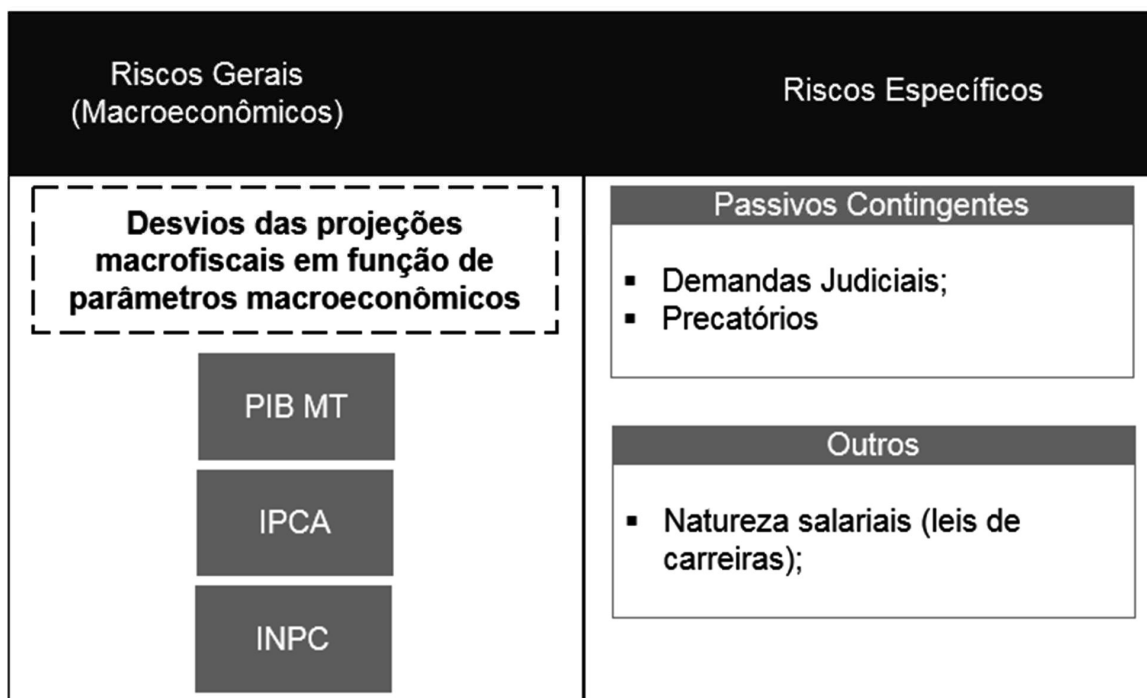 Riscos Gerais
(Macroeconômicos)
Riscos Específicos
Desvios das projeções
macrofiscais em função de
parâmetros macroeconômicos
PIB MT
IPCA
INPC
Passivos Contingentes
▪ Demandas Judiciais;
▪ Precatórios
Outros
▪ Natureza salariais (leis de
carreiras);